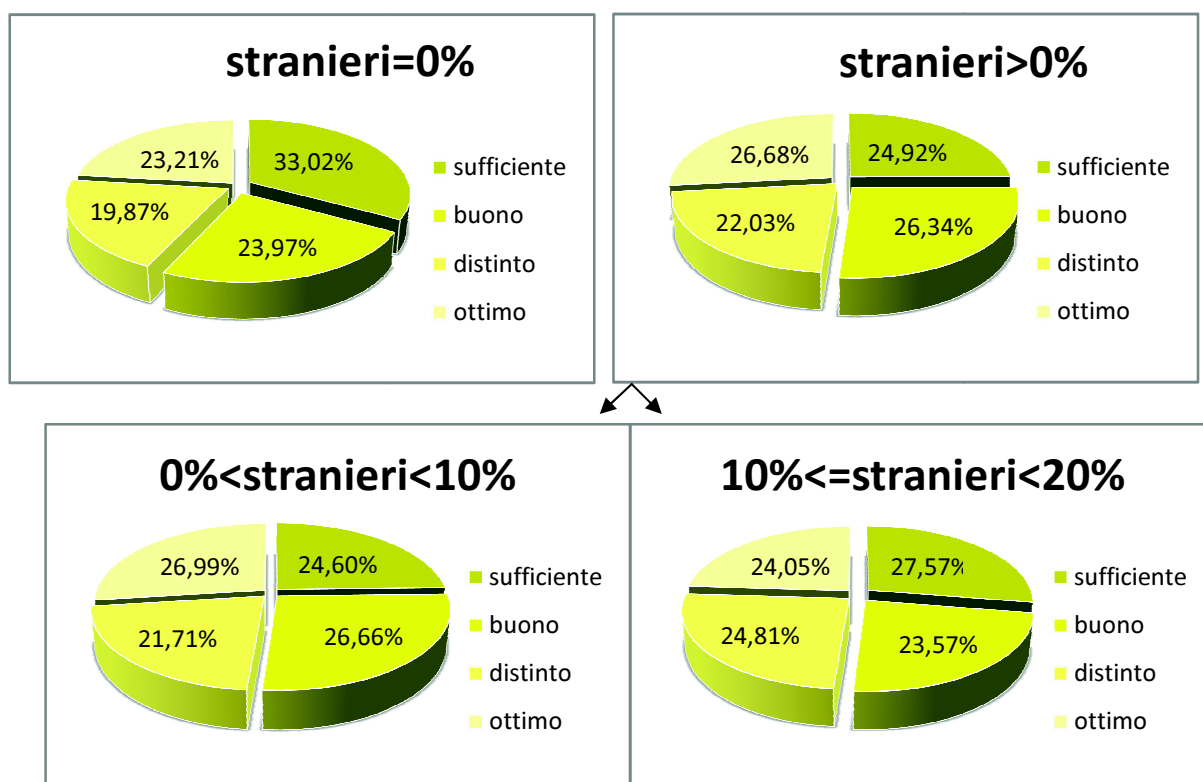 stranieri=0%
23,21%
33,02%
19,87%
23,97%
sufficiente
buono
distinto
ottimo
stranieri>0%
26,68%
24,92%
22,03%
26,34%
sufficiente
buono
distinto
ottimo
0%<stranieri<10%
26,99%
24,60%
21,71%
26,66%
sufficiente
buono
distinto
ottimo
10%<=stranieri<20%
24,05%
27,57%
24,81%
23,57%
sufficiente
buono
distinto
ottimo